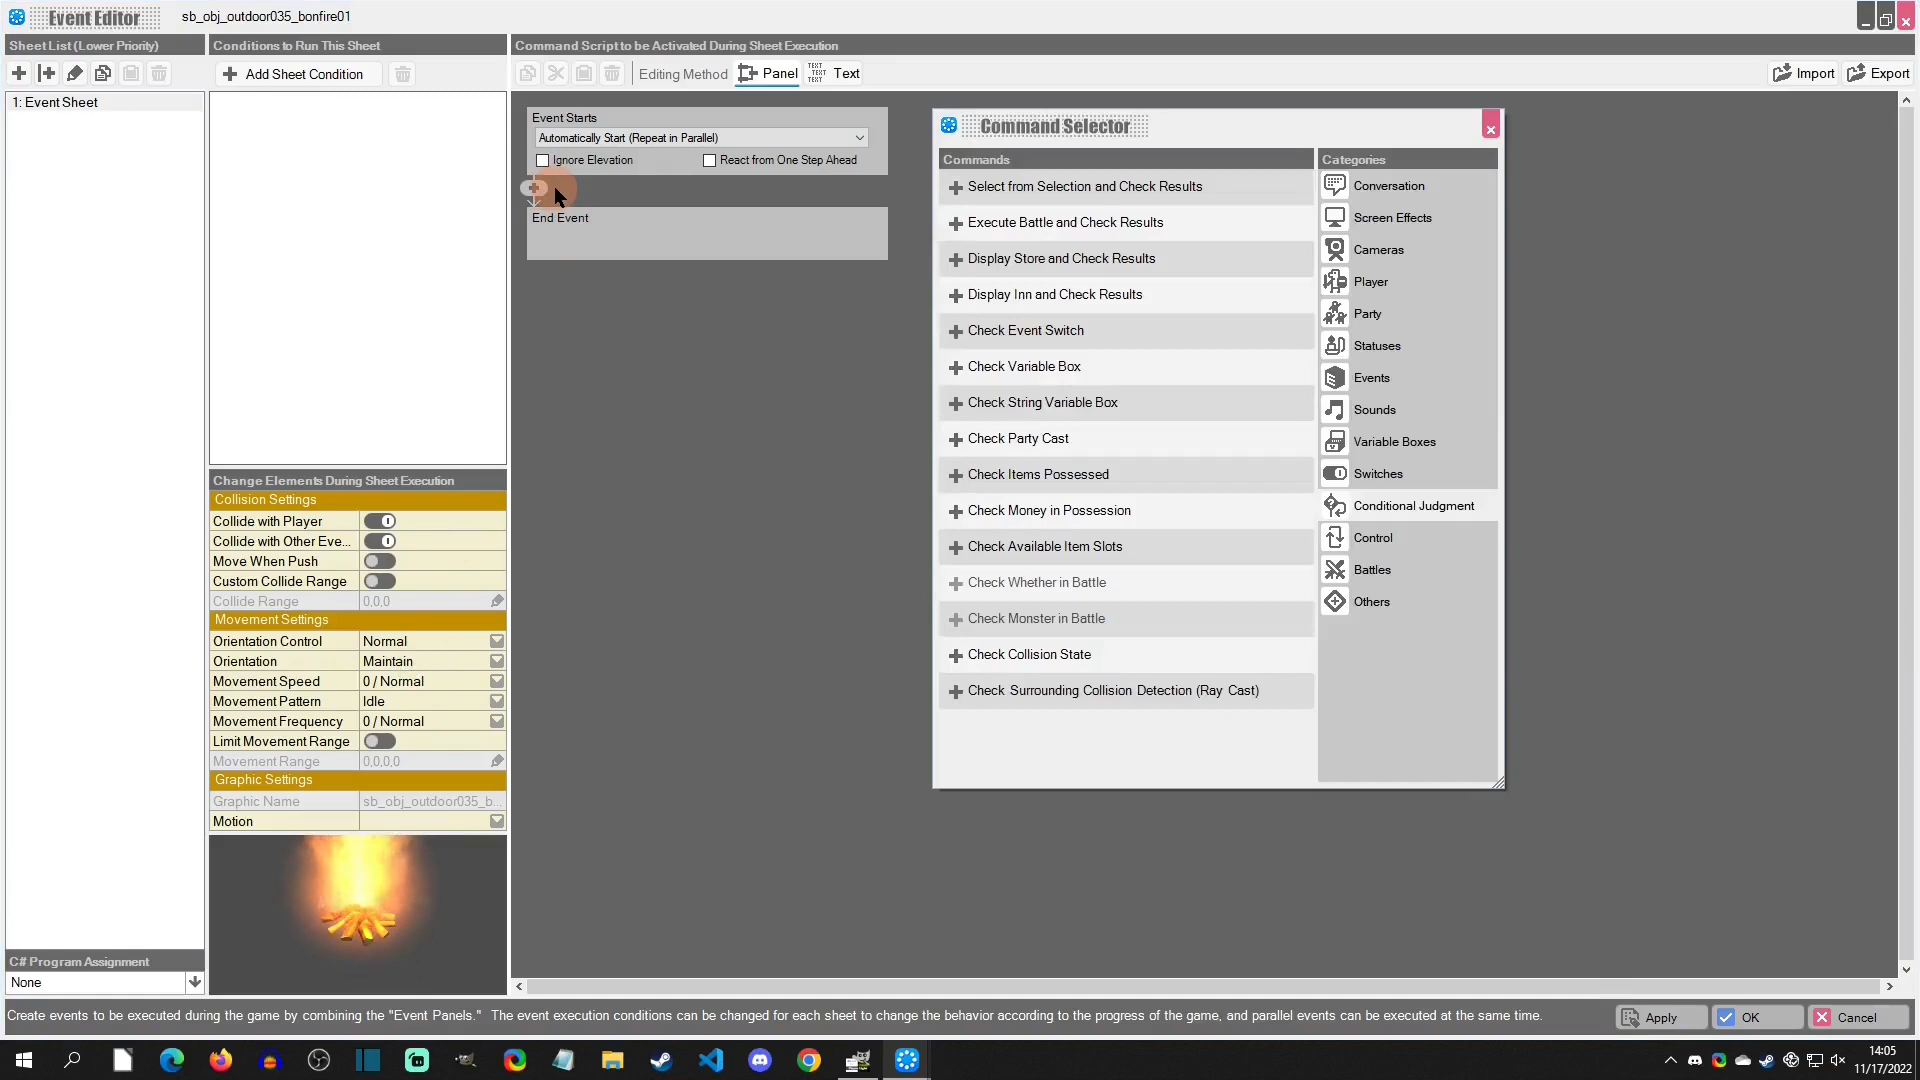 Event Editor
sb_obj_outdoor035_bonfire01
Sheet List (Lower Priority)
Conditions to Run This Sheet
Command Script to be Activated During Sheet Execution
Add Sheet Condition
Editing Method
Panel
TEXT
TEXT
TEXT
Text
Import
Export
1: Event Sheet
Event Starts
Automatically Start (Repeat in Parallel)
Ignore Elevation
React from One Step Ahead
End Event
Command Selector
Commands
Select from Selection and Check Results
Execute Battle and Check Results
Display Store and Check Results
Display Inn and Check Results
Check Event Switch
Check Variable Box
Check String Variable Box
Check Party Cast
Check Items Possessed
Check Money in Possession
Check Available Item Slots
Check Whether in Battle
Check Monster in Battle
Check Collision State
Check Surrounding Collision Detection (Ray Cast)
Categories
Conversation
Screen Effects
Cameras
Player
Party
Statuses
Events
Sounds
Variable Boxes
Switches
Conditional Judgment
Control
Battles
Others
Change Elements During Sheet Execution
Collision Settings
Collide with Player
Collide with Other Eve...
Move When Push
Custom Collide Range
Collide Range 0,0,0
Movement Settings
Orientation Control Normal
Orientation Maintain
Movement Speed 0 / Normal
Movement Pattern Idle
Movement Frequency 0 / Normal
Limit Movement Range
Movement Range 0,0,0,0
Graphic Settings
Graphic Name sb_obj_outdoor035_b...
Motion
C# Program Assignment
None
Create events to be executed during the game by combining the "Event Panels." The event execution conditions can be changed for each sheet to change the behavior according to the progress of the game, and parallel events can be executed at the same time.
Apply
OK
Cancel
14:05
11/17/2022